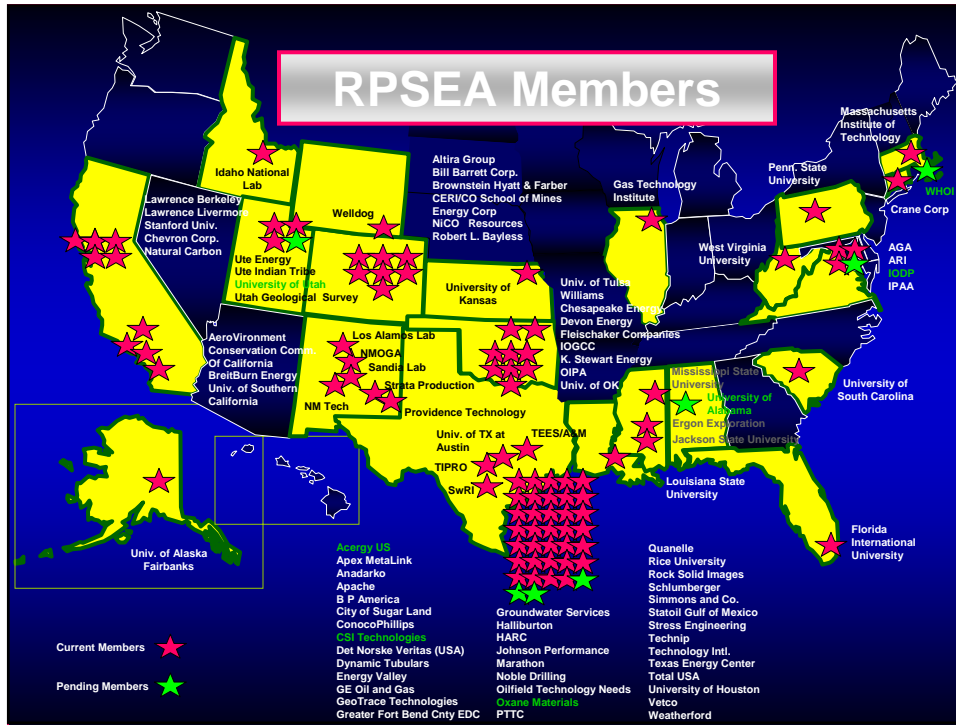 RPSEA Members
Massachusetts
Institute of
Technology
WHOI
Crane Corp
Penn. State
University
Gas Technology
Institute
Altira Group
Bill Barrett Corp.
Brownstein Hyatt & Farber
CERI/CO School of Mines
Energy Corp
NiCO Resources
Robert L. Bayless
Idaho National
Lab
Welldog
Lawrence Berkeley
Lawrence Livermore
Stanford Univ.
Chevron Corp.
Natural Carbon
Ute Energy
Ute Indian Tribe
University of Utah
Utah Geological Survey
West Virginia
University
AGA
ARI
IODP
IPAA
University of
Kansas
Univ. of Tulsa
Williams
Chesapeake Energy
Devon Energy
Fleischaker Companies
IOGCC
K. Stewart Energy
OIPA
Univ. of OK
AeroVironment
Conservation Comm.
Of California
BreitBurn Energy
Univ. of Southern
California
Los Alamos Lab
NMOGA
Sandia Lab
Strata Production
NM Tech
Providence Technology
Mississippi State
University
University of
Alabama
Ergon Exploration
Jackson State University
University of
South Carolina
Univ. of TX at
Austin
TEES/A&M
TIPRO
SwRI
Louisiana State
University
Florida
International
University
Univ. of Alaska
Fairbanks
Acergy US
Apex MetaLink
Anadarko
Apache
B P America
City of Sugar Land
ConocoPhillips
CSI Technologies
Det Norske Veritas (USA)
Dynamic Tubulars
Energy Valley
GE Oil and Gas
GeoTrace Technologies
Greater Fort Bend Cnty EDC
Groundwater Services
Halliburton
HARC
Johnson Performance
Marathon
Noble Drilling
Oilfield Technology Needs
Oxane Materials
PTTC
Quanelle
Rice University
Rock Solid Images
Schlumberger
Simmons and Co.
Statoil Gulf of Mexico
Stress Engineering
Technip
Technology Intl.
Texas Energy Center
Total USA
University of Houston
Vetco
Weatherford
Current Members
Pending Members